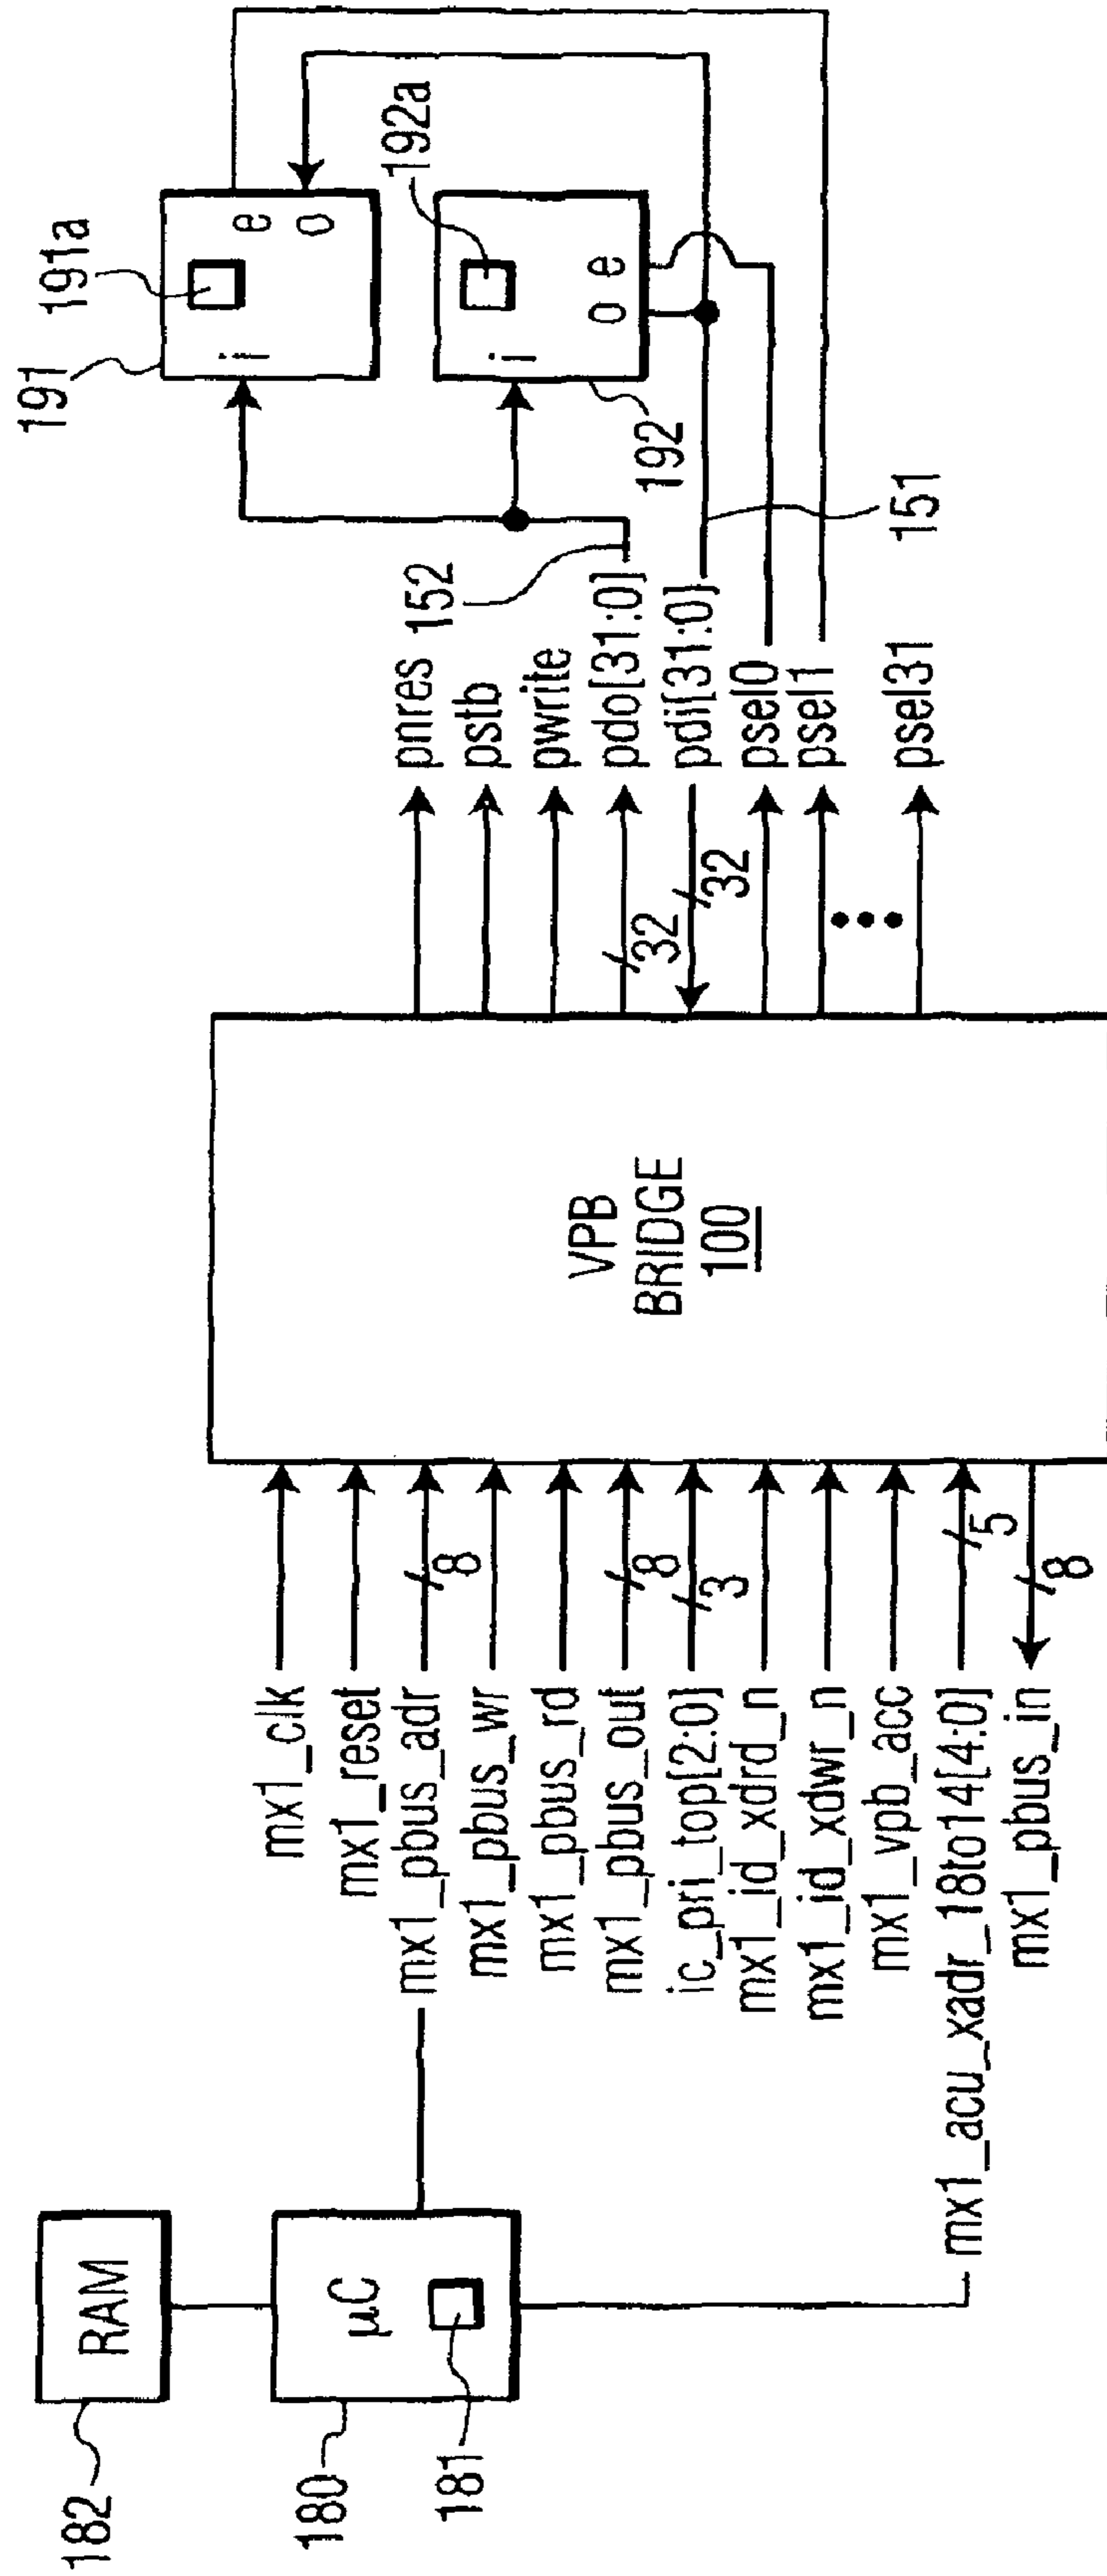 182
RAM
180
µC
181
mx1_clk
mx1_reset
mx1_pbus_adr
8
mx1_pbus_wr
mx1_pbus_rd
mx1_pbus_out
8
ic_pri_top[2:0]
3
mx1_id_xdrd_n
mx1_id_xdwr_n
mx1_vpb_acc
mx1_acu_xadr_18to14[4:0]
5
mx1_pbus_in
8
VPB
BRIDGE
100
pnres
pstb
pwrite
pdo[31:0]
32
pdi[31:0]
32
psel0
psel1
psel31
152
151
191
191a
i
e
o
192
192a
i
o e